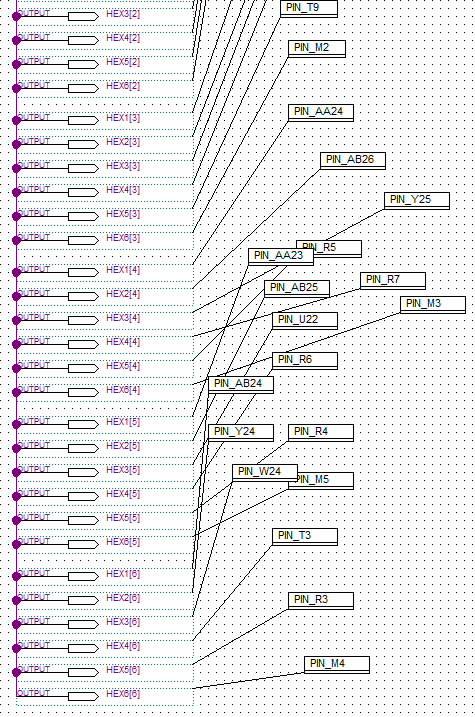 PIN_T9
OUTPUT HEX3[2]
OUTPUT HEX4[2]
PIN_M2
OUTPUT HEX5[2]
OUTPUT HEX6[2]
PIN_AA24
OUTPUT HEX1[3]
OUTPUT HEX2[3]
PIN_AB26
OUTPUT HEX3[3]
OUTPUT HEX4[3]
PIN_Y25
OUTPUT HEX5[3]
OUTPUT HEX6[3]
PIN_R5
PIN_AA23
OUTPUT HEX1[4]
PIN_R7
PIN_AB25
OUTPUT HEX2[4]
PIN_M3
OUTPUT HEX3[4]
PIN_U22
OUTPUT HEX4[4]
PIN_R6
OUTPUT HEX5[4]
PIN_AB24
OUTPUT HEX6[4]
OUTPUT HEX1[5]
PIN_Y24
PIN_R4
OUTPUT HEX2[5]
OUTPUT HEX3[5]
PIN_W24
PIN_M5
OUTPUT HEX4[5]
OUTPUT HEX5[5]
PIN_T3
OUTPUT HEX6[5]
OUTPUT HEX1[6]
OUTPUT HEX2[6]
PIN_R3
OUTPUT HEX3[6]
OUTPUT HEX4[6]
PIN_M4
OUTPUT HEX5[6]
OUTPUT HEX6[6]